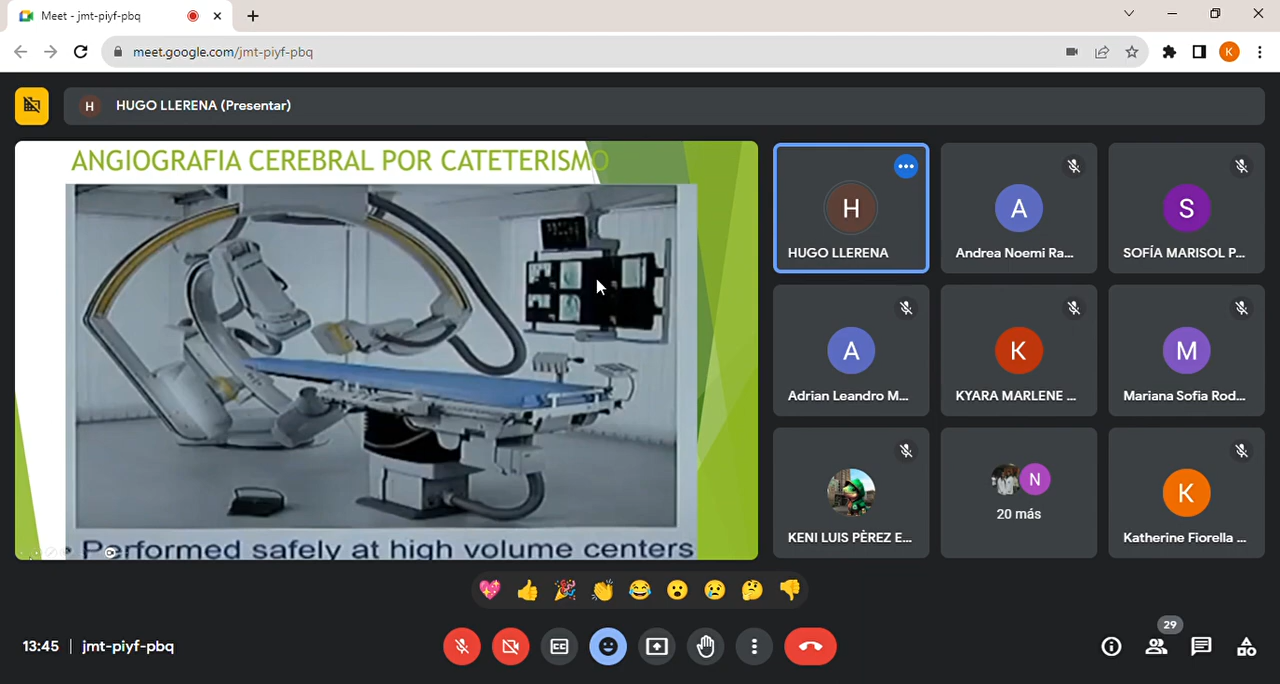 Meet - jmt-piyf-pbq
meet.google.com/jmt-piyf-pbq
K
H
HUGO LLERENA (Presentar)
ANGIOGRAFIA CEREBRAL POR CATETERISMO
Performed safely at high volume centers
H
HUGO LLERENA
A
Andrea Noemi Ra...
S
SOFÍA MARISOL P...
A
Adrian Leandro M...
K
KYARA MARLENE ...
M
Mariana Sofia Rod...
KENI LUIS PÈREZ E...
N
20 más
K
Katherine Fiorella ...
13:45 | jmt-piyf-pbq
29